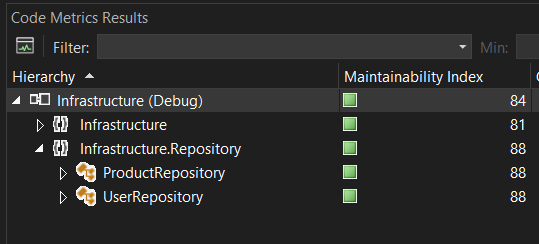 Code Metrics Results
Filter: Min:
Hierarchy Maintainability Index
Infrastructure (Debug) 84
Infrastructure 81
Infrastructure.Repository 88
ProductRepository 88
UserRepository 88